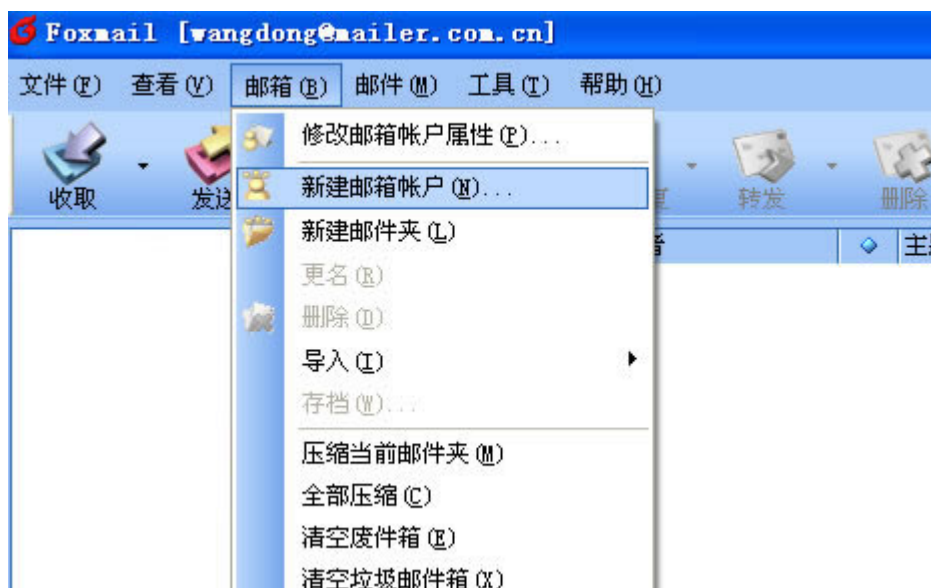 Foxmail [wangdong@mailer.com.cn]
文件(F) 查看(V) 邮箱(B) 邮件(M) 工具(T) 帮助(H)
修改邮箱帐户属性(P)...
收取 转发 删除
新建邮箱帐户(N)...
新建邮件夹(L)
更名(R)
删除(D)
导入(I)
存档(W)...
压缩当前邮件夹(M)
全部压缩(C)
清空废件箱(E)
清空垃圾邮件箱(X)